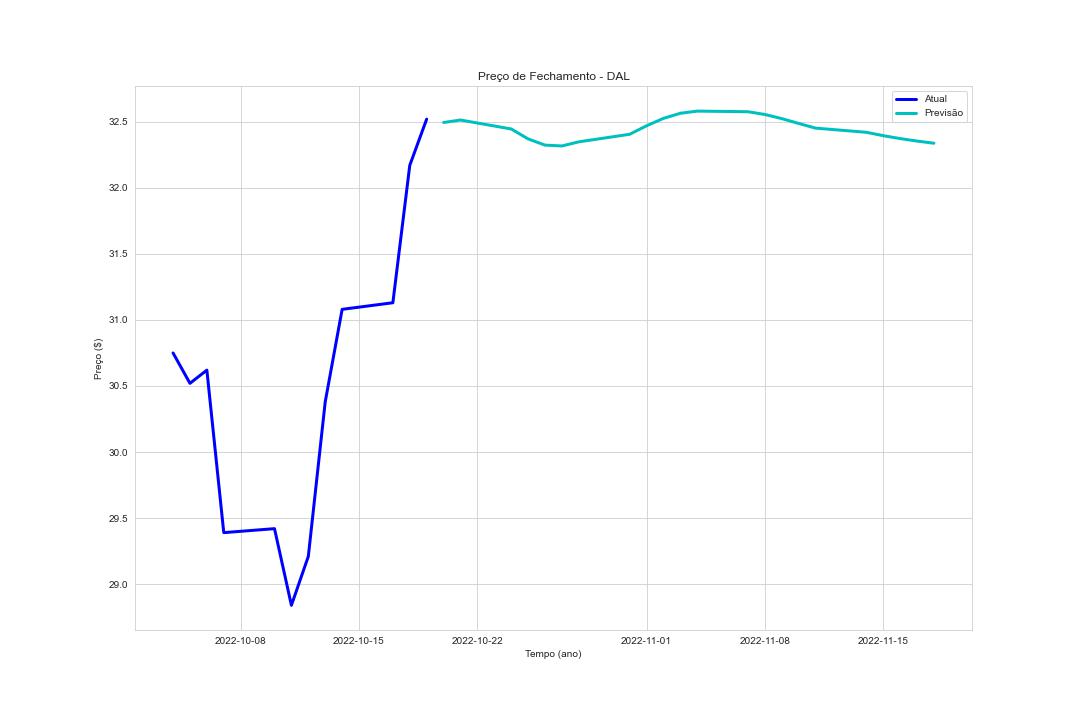 Preço de Fechamento - DAL
Atual
Previsão
32.5
32.0
31.5
31.0
30.5
30.0
29.5
29.0
Preço ($)
2022-10-08 2022-10-15 2022-10-22 2022-11-01 2022-11-08 2022-11-15
Tempo (ano)